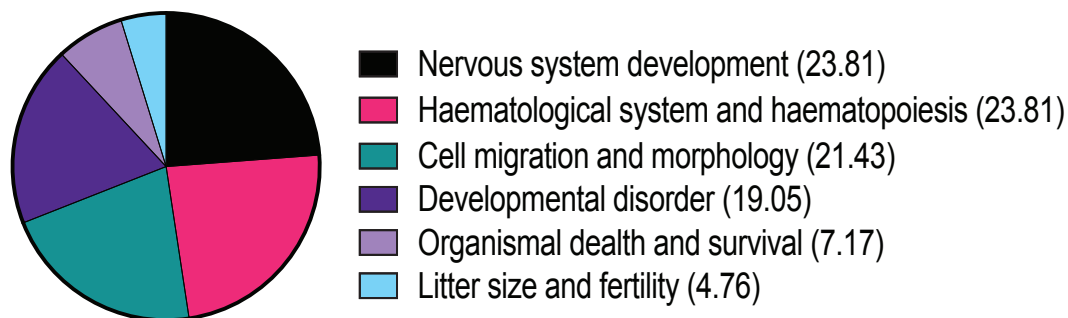 Nervous system development (23.81)
Haematological system and haematopoiesis (23.81)
Cell migration and morphology (21.43)
Developmental disorder (19.05)
Organismal dealth and survival (7.17)
Litter size and fertility (4.76)